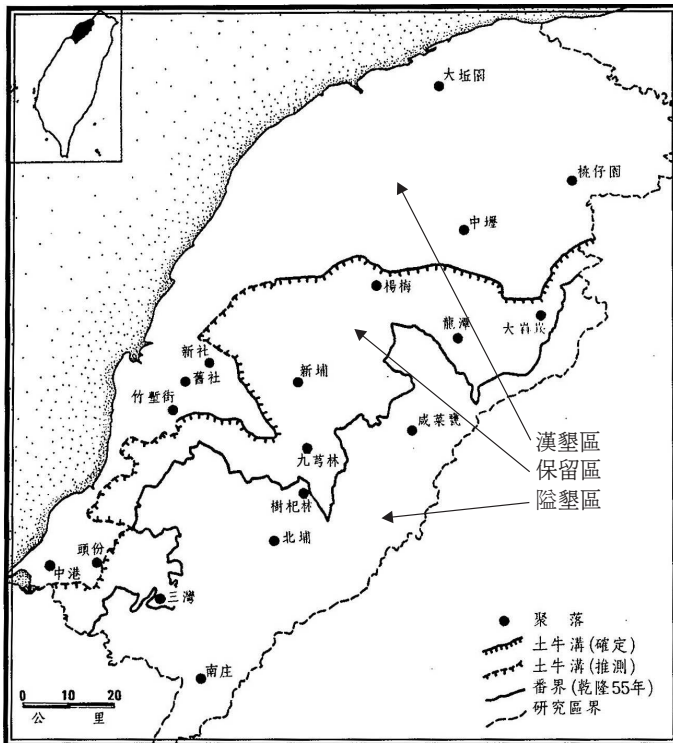 大坵園
桃仔園
中壢
楊梅
龍潭
大嵙崁
新社
舊社
新埔
竹塹街
咸菜甕
漢墾區
九芎林
保留區
樹杞林
隘墾區
北埔
頭份
中港
三灣
聚落
土牛溝(確定)
南庄
土牛溝(推測)
0 10 20
番界(乾隆55年)
公里
研究區界